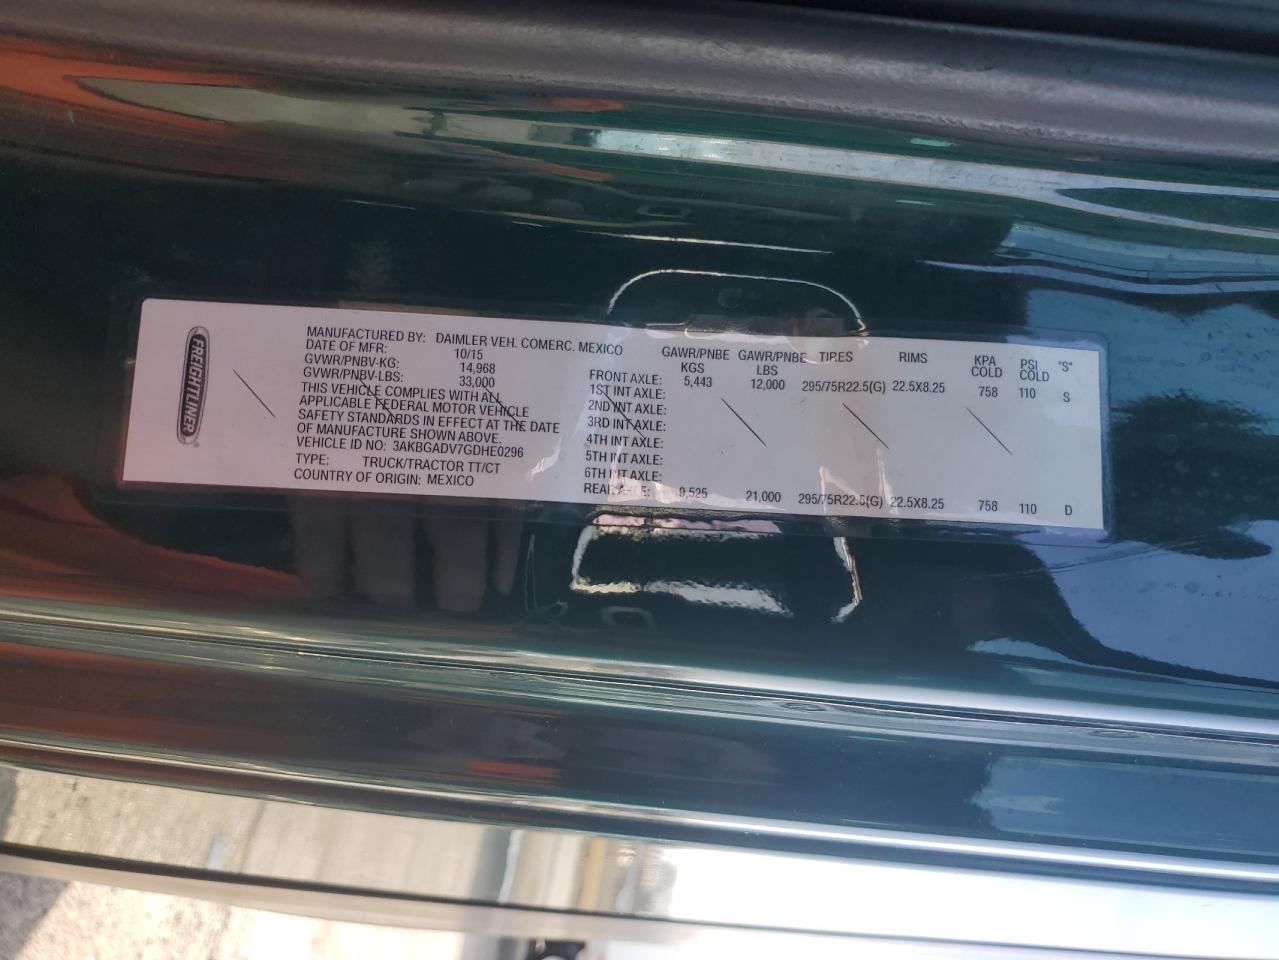 FREIGHTLINER®
MANUFACTURED BY: DAIMLER VEH. COMERC. MEXICO
DATE OF MFR: 10/15
GVWR/PNBV-KG: 14,968
GVWR/PNBV-LBS: 33,000
THIS VEHICLE COMPLIES WITH ALL
APPLICABLE FEDERAL MOTOR VEHICLE
SAFETY STANDARDS IN EFFECT AT THE DATE
OF MANUFACTURE SHOWN ABOVE.
VEHICLE ID NO: 3AKBGADV7GDHE0296
TYPE: TRUCK/TRACTOR TT/CT
COUNTRY OF ORIGIN: MEXICO
GAWR/PNBE KGS GAWR/PNBE LBS TIRES RIMS KPA COLD PSI COLD "S"
FRONT AXLE: 5,443 12,000 295/75R22.5(G) 22.5X8.25 758 110 S
1ST INT AXLE:
2ND INT AXLE:
3RD INT AXLE:
4TH INT AXLE:
5TH INT AXLE:
6TH INT AXLE:
REAR AXLE: 9,525 21,000 295/75R22.5(G) 22.5X8.25 758 110 D